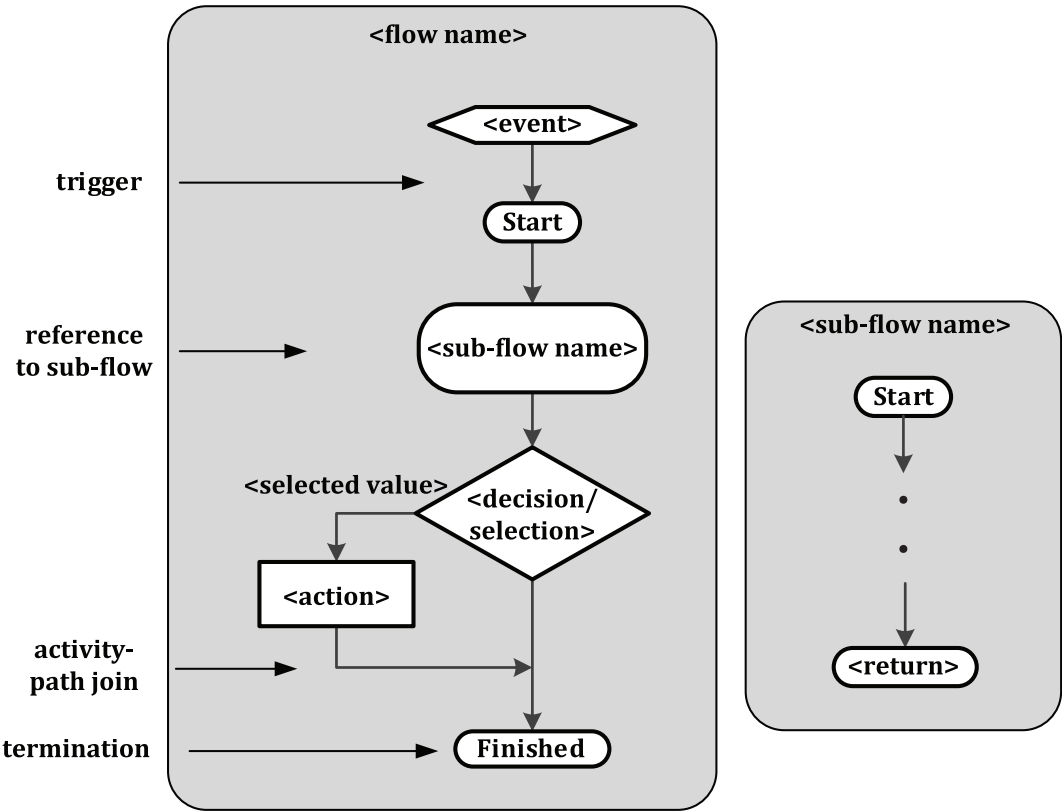 <flow name>
<event>
trigger
Start
reference
to sub-flow
<sub-flow name>
<selected value>
<decision/
selection>
<action>
activity-
path join
termination
Finished
<sub-flow name>
Start
<return>